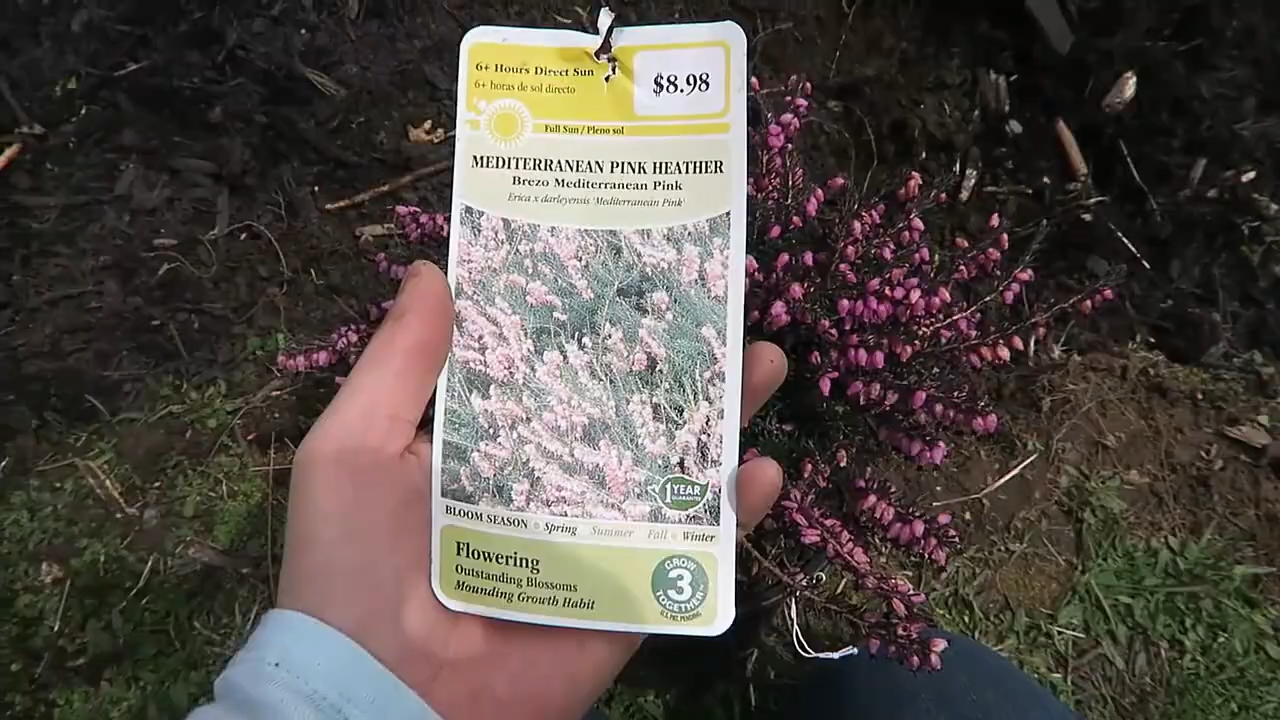 6+ Hours Direct Sun
6+ horas de sol directo
$8.98
Full Sun / Pleno sol
MEDITERRANEAN PINK HEATHER
Brezo Mediterranean Pink
Erica x darleyensis 'Mediterranean Pink'
1 YEAR
GUARANTEE
BLOOM SEASON Spring Summer Fall Winter
Flowering
Outstanding Blossoms
Mounding Growth Habit
GROW
3
TOGETHER
U.S. PAT. PENDING